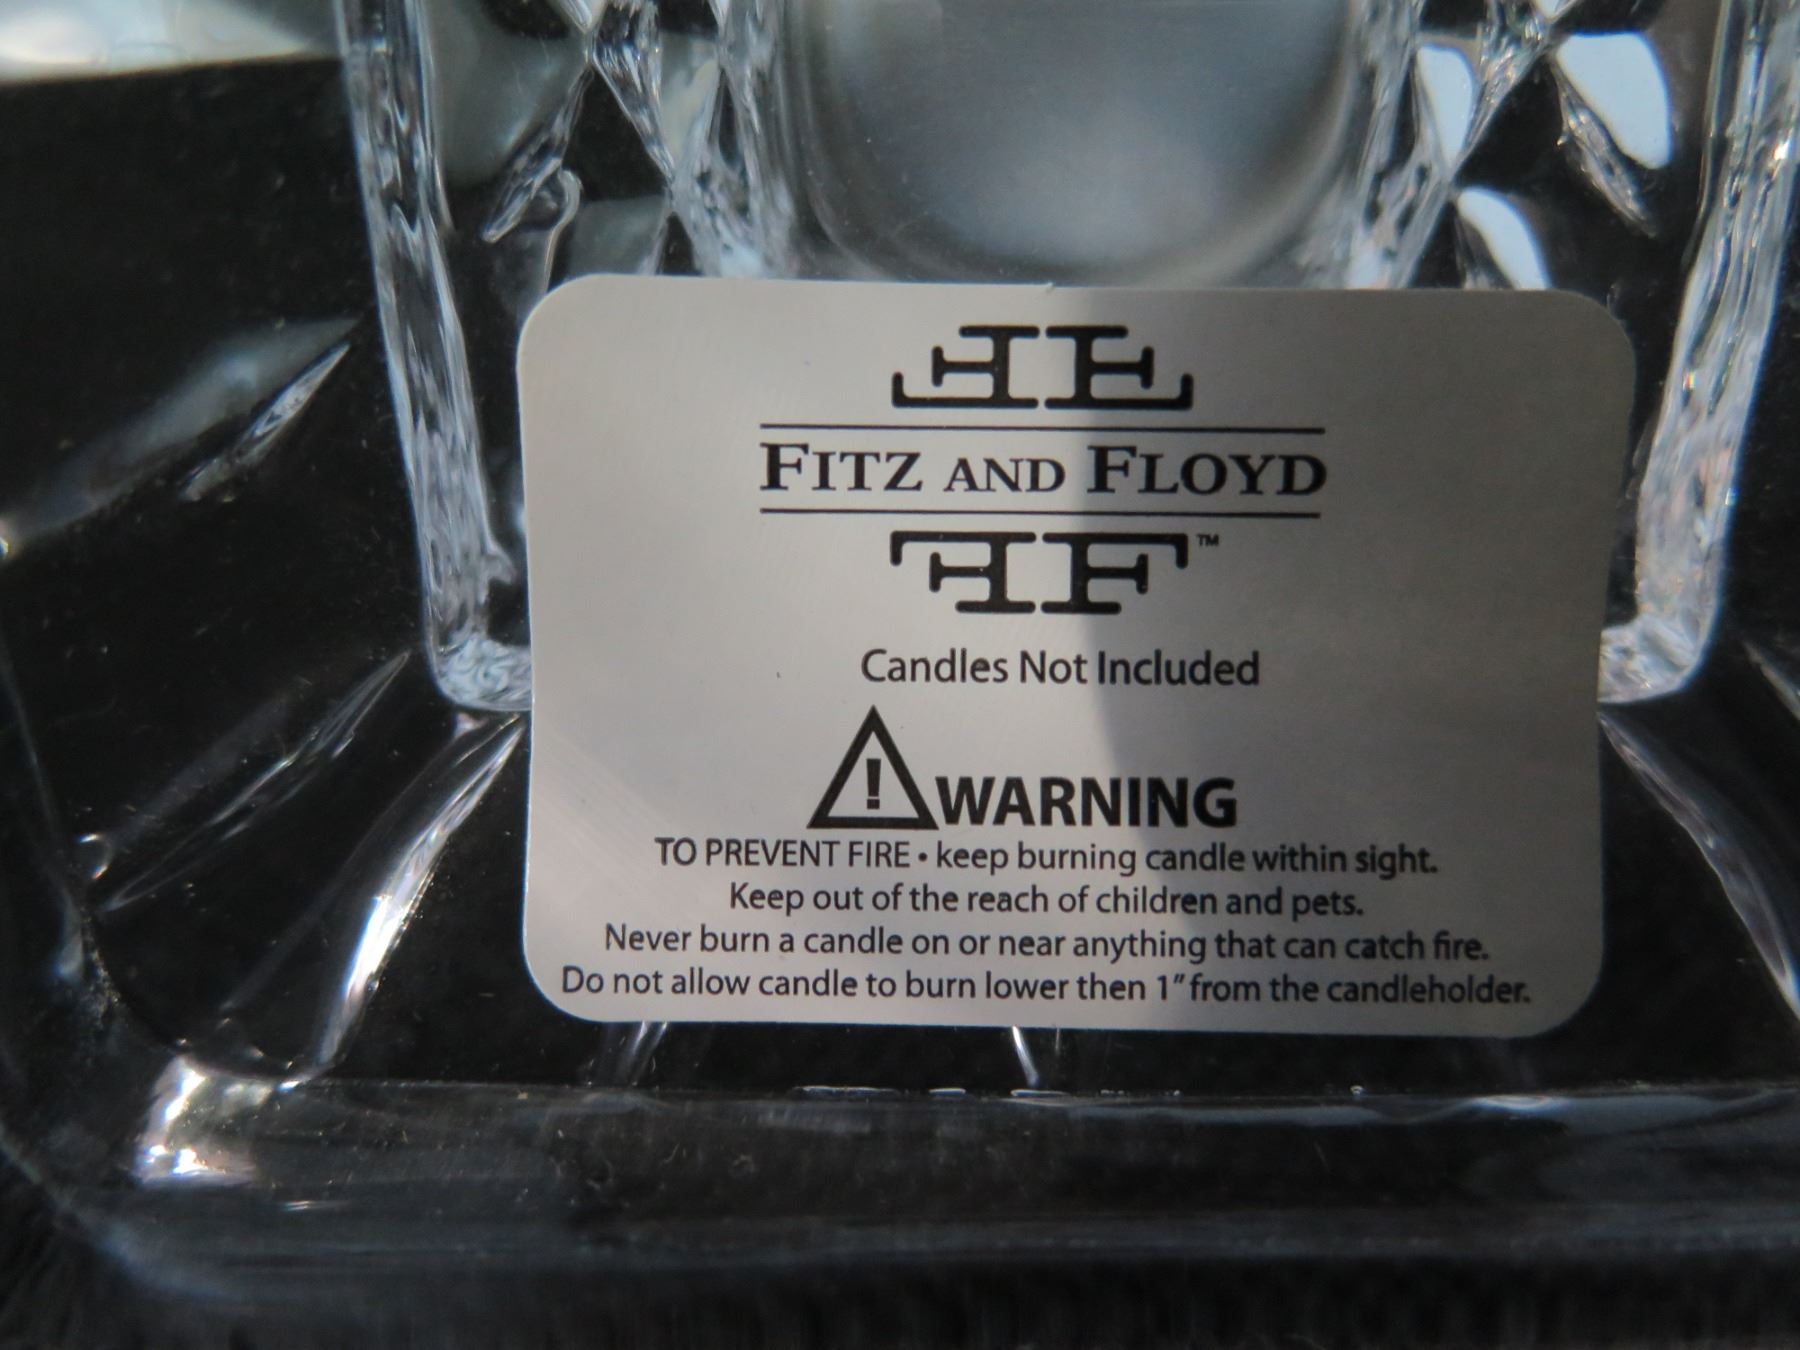 FITZ AND FLOYD
FF™
Candles Not Included
! WARNING
TO PREVENT FIRE • keep burning candle within sight.
Keep out of the reach of children and pets.
Never burn a candle on or near anything that can catch fire.
Do not allow candle to burn lower then 1" from the candleholder.